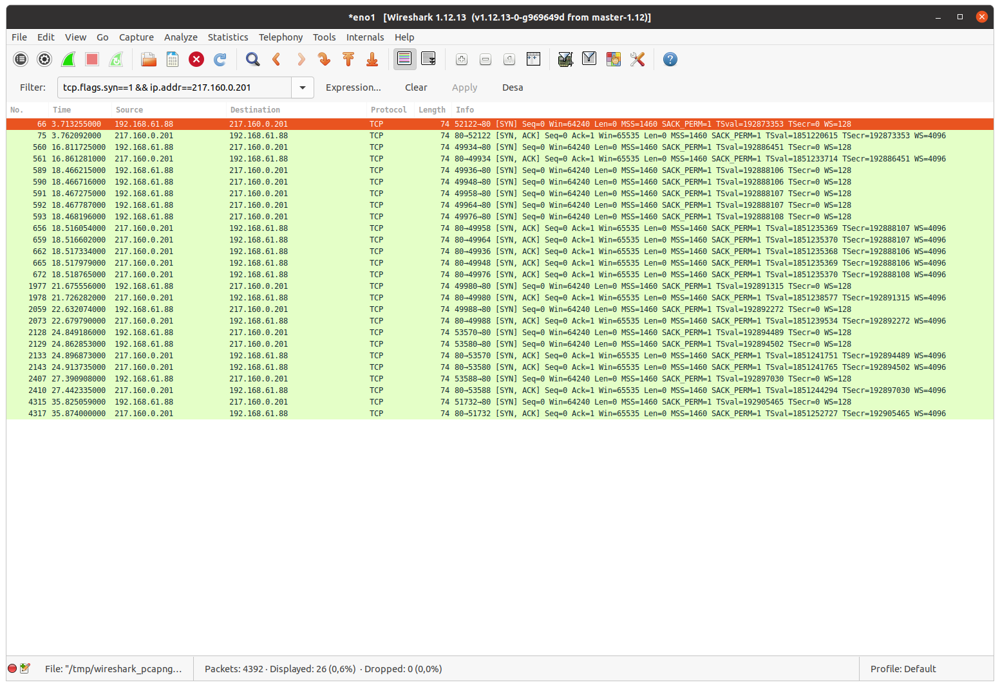 *eno1   [Wireshark 1.12.13  (v1.12.13-0-g969649d from master-1.12)]
File Edit View Go Capture Analyze Statistics Telephony Tools Internals Help
Filter: tcp.flags.syn==1 && ip.addr==217.160.0.201 Expression... Clear Apply Desa
No. Time Source Destination Protocol Length Info
66 3.713255000 192.168.61.88 217.160.0.201 TCP 74 52122→80 [SYN] Seq=0 Win=64240 Len=0 MSS=1460 SACK_PERM=1 TSval=192873353 TSecr=0 WS=128
75 3.762092000 217.160.0.201 192.168.61.88 TCP 74 80→52122 [SYN, ACK] Seq=0 Ack=1 Win=65535 Len=0 MSS=1460 SACK_PERM=1 TSval=1851220615 TSecr=192873353 WS=4096
560 16.811725000 192.168.61.88 217.160.0.201 TCP 74 49934→80 [SYN] Seq=0 Win=64240 Len=0 MSS=1460 SACK_PERM=1 TSval=192886451 TSecr=0 WS=128
561 16.861281000 217.160.0.201 192.168.61.88 TCP 74 80→49934 [SYN, ACK] Seq=0 Ack=1 Win=65535 Len=0 MSS=1460 SACK_PERM=1 TSval=1851233714 TSecr=192886451 WS=4096
589 18.466215000 192.168.61.88 217.160.0.201 TCP 74 49936→80 [SYN] Seq=0 Win=64240 Len=0 MSS=1460 SACK_PERM=1 TSval=192888106 TSecr=0 WS=128
590 18.466716000 192.168.61.88 217.160.0.201 TCP 74 49948→80 [SYN] Seq=0 Win=64240 Len=0 MSS=1460 SACK_PERM=1 TSval=192888106 TSecr=0 WS=128
591 18.467275000 192.168.61.88 217.160.0.201 TCP 74 49958→80 [SYN] Seq=0 Win=64240 Len=0 MSS=1460 SACK_PERM=1 TSval=192888107 TSecr=0 WS=128
592 18.467787000 192.168.61.88 217.160.0.201 TCP 74 49964→80 [SYN] Seq=0 Win=64240 Len=0 MSS=1460 SACK_PERM=1 TSval=192888107 TSecr=0 WS=128
593 18.468196000 192.168.61.88 217.160.0.201 TCP 74 49976→80 [SYN] Seq=0 Win=64240 Len=0 MSS=1460 SACK_PERM=1 TSval=192888108 TSecr=0 WS=128
656 18.516054000 217.160.0.201 192.168.61.88 TCP 74 80→49958 [SYN, ACK] Seq=0 Ack=1 Win=65535 Len=0 MSS=1460 SACK_PERM=1 TSval=1851235369 TSecr=192888107 WS=4096
659 18.516602000 217.160.0.201 192.168.61.88 TCP 74 80→49964 [SYN, ACK] Seq=0 Ack=1 Win=65535 Len=0 MSS=1460 SACK_PERM=1 TSval=1851235370 TSecr=192888107 WS=4096
662 18.517334000 217.160.0.201 192.168.61.88 TCP 74 80→49936 [SYN, ACK] Seq=0 Ack=1 Win=65535 Len=0 MSS=1460 SACK_PERM=1 TSval=1851235368 TSecr=192888106 WS=4096
665 18.517979000 217.160.0.201 192.168.61.88 TCP 74 80→49948 [SYN, ACK] Seq=0 Ack=1 Win=65535 Len=0 MSS=1460 SACK_PERM=1 TSval=1851235369 TSecr=192888106 WS=4096
672 18.518765000 217.160.0.201 192.168.61.88 TCP 74 80→49976 [SYN, ACK] Seq=0 Ack=1 Win=65535 Len=0 MSS=1460 SACK_PERM=1 TSval=1851235370 TSecr=192888108 WS=4096
1977 21.675556000 192.168.61.88 217.160.0.201 TCP 74 49980→80 [SYN] Seq=0 Win=64240 Len=0 MSS=1460 SACK_PERM=1 TSval=192891315 TSecr=0 WS=128
1978 21.726282000 217.160.0.201 192.168.61.88 TCP 74 80→49980 [SYN, ACK] Seq=0 Ack=1 Win=65535 Len=0 MSS=1460 SACK_PERM=1 TSval=1851238577 TSecr=192891315 WS=4096
2059 22.632074000 192.168.61.88 217.160.0.201 TCP 74 49988→80 [SYN] Seq=0 Win=64240 Len=0 MSS=1460 SACK_PERM=1 TSval=192892272 TSecr=0 WS=128
2073 22.679790000 217.160.0.201 192.168.61.88 TCP 74 80→49988 [SYN, ACK] Seq=0 Ack=1 Win=65535 Len=0 MSS=1460 SACK_PERM=1 TSval=1851239534 TSecr=192892272 WS=4096
2128 24.849186000 192.168.61.88 217.160.0.201 TCP 74 53570→80 [SYN] Seq=0 Win=64240 Len=0 MSS=1460 SACK_PERM=1 TSval=192894489 TSecr=0 WS=128
2129 24.862853000 192.168.61.88 217.160.0.201 TCP 74 53580→80 [SYN] Seq=0 Win=64240 Len=0 MSS=1460 SACK_PERM=1 TSval=192894502 TSecr=0 WS=128
2133 24.896873000 217.160.0.201 192.168.61.88 TCP 74 80→53570 [SYN, ACK] Seq=0 Ack=1 Win=65535 Len=0 MSS=1460 SACK_PERM=1 TSval=1851241751 TSecr=192894489 WS=4096
2143 24.913735000 217.160.0.201 192.168.61.88 TCP 74 80→53580 [SYN, ACK] Seq=0 Ack=1 Win=65535 Len=0 MSS=1460 SACK_PERM=1 TSval=1851241765 TSecr=192894502 WS=4096
2407 27.390908000 192.168.61.88 217.160.0.201 TCP 74 53588→80 [SYN] Seq=0 Win=64240 Len=0 MSS=1460 SACK_PERM=1 TSval=192897030 TSecr=0 WS=128
2410 27.442335000 217.160.0.201 192.168.61.88 TCP 74 80→53588 [SYN, ACK] Seq=0 Ack=1 Win=65535 Len=0 MSS=1460 SACK_PERM=1 TSval=1851244294 TSecr=192897030 WS=4096
4315 35.825059000 192.168.61.88 217.160.0.201 TCP 74 51732→80 [SYN] Seq=0 Win=64240 Len=0 MSS=1460 SACK_PERM=1 TSval=192905465 TSecr=0 WS=128
4317 35.874000000 217.160.0.201 192.168.61.88 TCP 74 80→51732 [SYN, ACK] Seq=0 Ack=1 Win=65535 Len=0 MSS=1460 SACK_PERM=1 TSval=1851252727 TSecr=192905465 WS=4096
File: "/tmp/wireshark_pcapng... Packets: 4392 · Displayed: 26 (0,6%) · Dropped: 0 (0,0%) Profile: Default